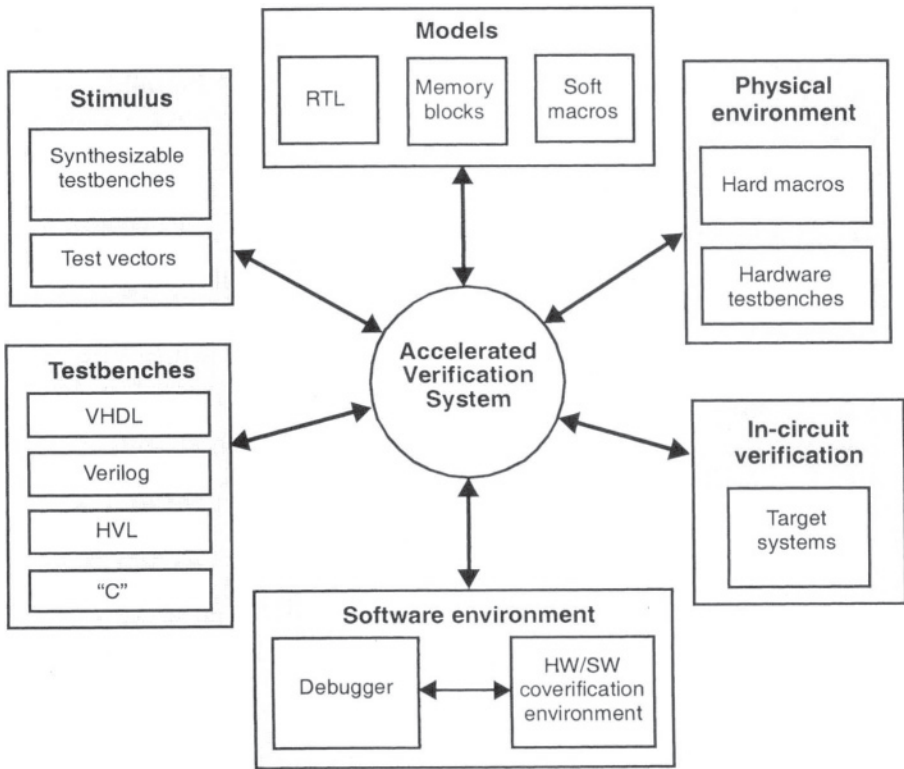 Models
RTL
Memory
blocks
Soft
macros
Stimulus
Synthesizable
testbenches
Test vectors
Physical
environment
Hard macros
Hardware
testbenches
Accelerated
Verification
System
Testbenches
VHDL
Verilog
HVL
“C”
In-circuit
verification
Target
systems
Software environment
Debugger
HW/SW
coverification
environment